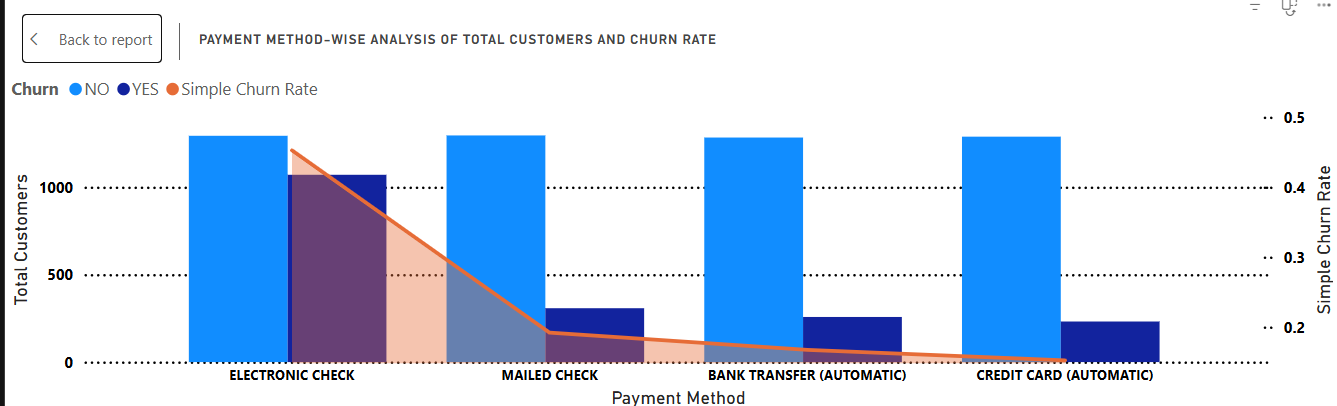 Back to report
PAYMENT METHOD-WISE ANALYSIS OF TOTAL CUSTOMERS AND CHURN RATE
Churn NO YES Simple Churn Rate
Total Customers
1000
500
0
0.5
0.4
0.3
0.2
Simple Churn Rate
ELECTRONIC CHECK
MAILED CHECK
BANK TRANSFER (AUTOMATIC)
CREDIT CARD (AUTOMATIC)
Payment Method